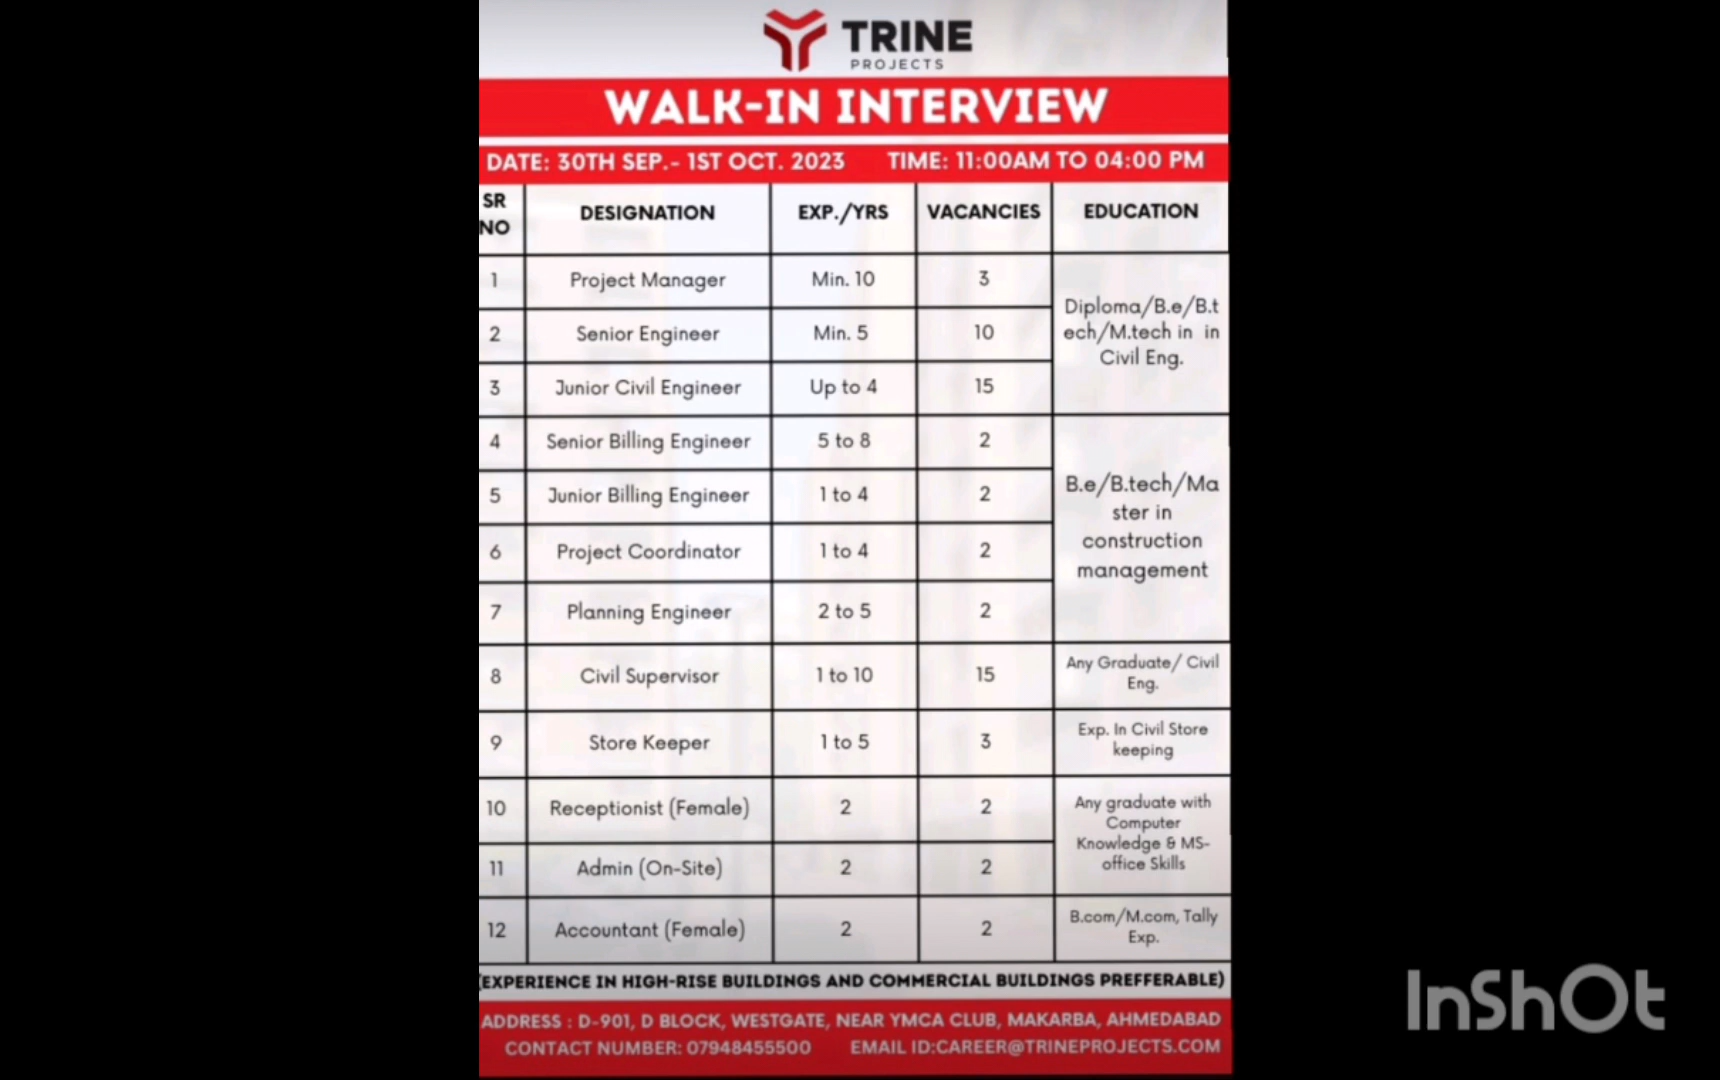 TRINE
PROJECTS
WALK-IN INTERVIEW
DATE: 30TH SEP.- 1ST OCT. 2023 TIME: 11:00AM TO 04:00 PM
SR NO DESIGNATION EXP./YRS VACANCIES EDUCATION
1 Project Manager Min. 10 3
2 Senior Engineer Min. 5 10
3 Junior Civil Engineer Up to 4 15
Diploma/B.e/B.t
ech/M.tech in in
Civil Eng.
4 Senior Billing Engineer 5 to 8 2
5 Junior Billing Engineer 1 to 4 2
6 Project Coordinator 1 to 4 2
7 Planning Engineer 2 to 5 2
B.e/B.tech/Ma
ster in
construction
management
8 Civil Supervisor 1 to 10 15
Any Graduate/ Civil
Eng.
9 Store Keeper 1 to 5 3
Exp. In Civil Store
keeping
10 Receptionist (Female) 2 2
11 Admin (On-Site) 2 2
Any graduate with
Computer
Knowledge & MS-
office Skills
12 Accountant (Female) 2 2
B.com/M.com, Tally
Exp.
(EXPERIENCE IN HIGH-RISE BUILDINGS AND COMMERCIAL BUILDINGS PREFFERABLE)
ADDRESS : D-901, D BLOCK, WESTGATE, NEAR YMCA CLUB, MAKARBA, AHMEDABAD
CONTACT NUMBER: 07948455500 EMAIL ID:CAREER@TRINEPROJECTS.COM
InShOt